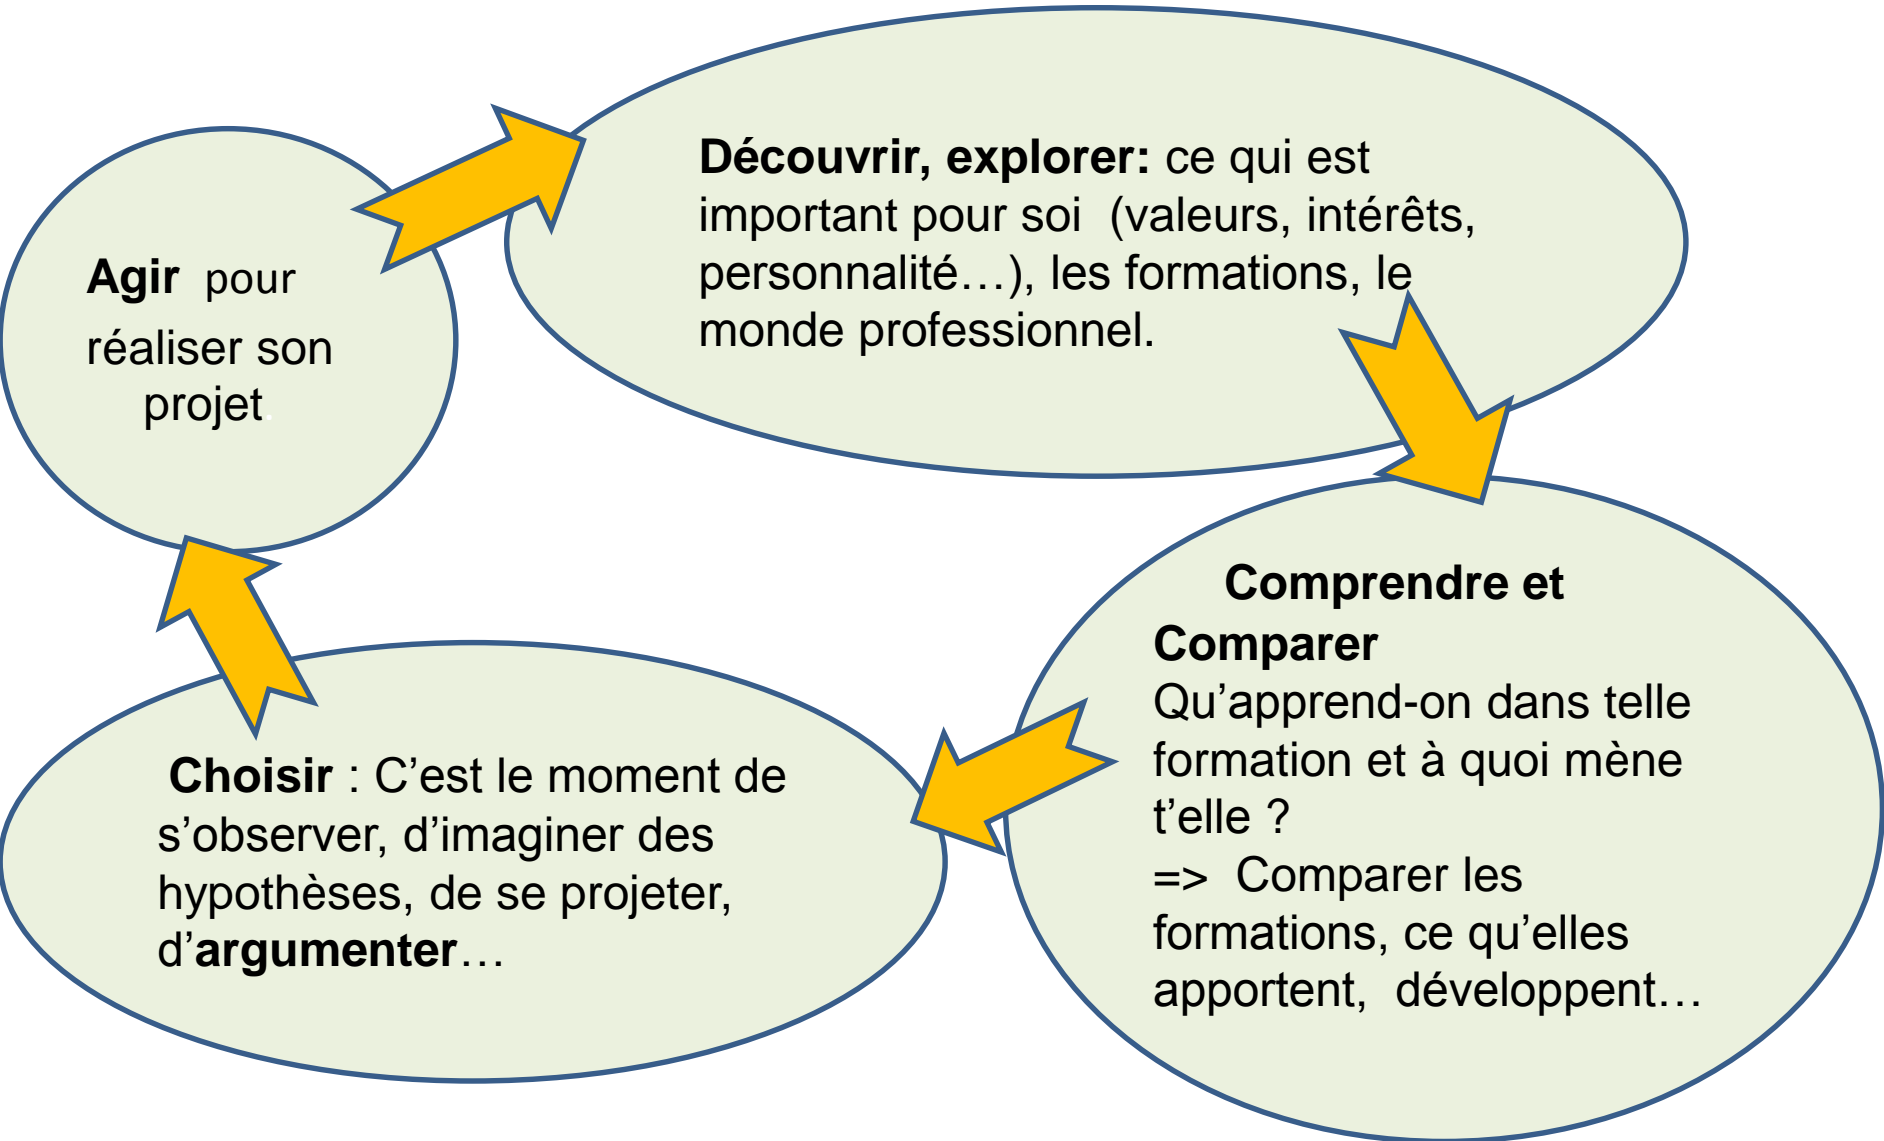 Découvrir, explorer: ce qui est
important pour soi (valeurs, intérêts,
personnalité…), les formations, le
monde professionnel.
Agir pour
réaliser son
projet.
Comprendre et
Comparer
Qu’apprend-on dans telle
formation et à quoi mène
t’elle ?
=> Comparer les
formations, ce qu’elles
apportent, développent…
Choisir : C’est le moment de
s’observer, d’imaginer des
hypothèses, de se projeter,
d’argumenter…